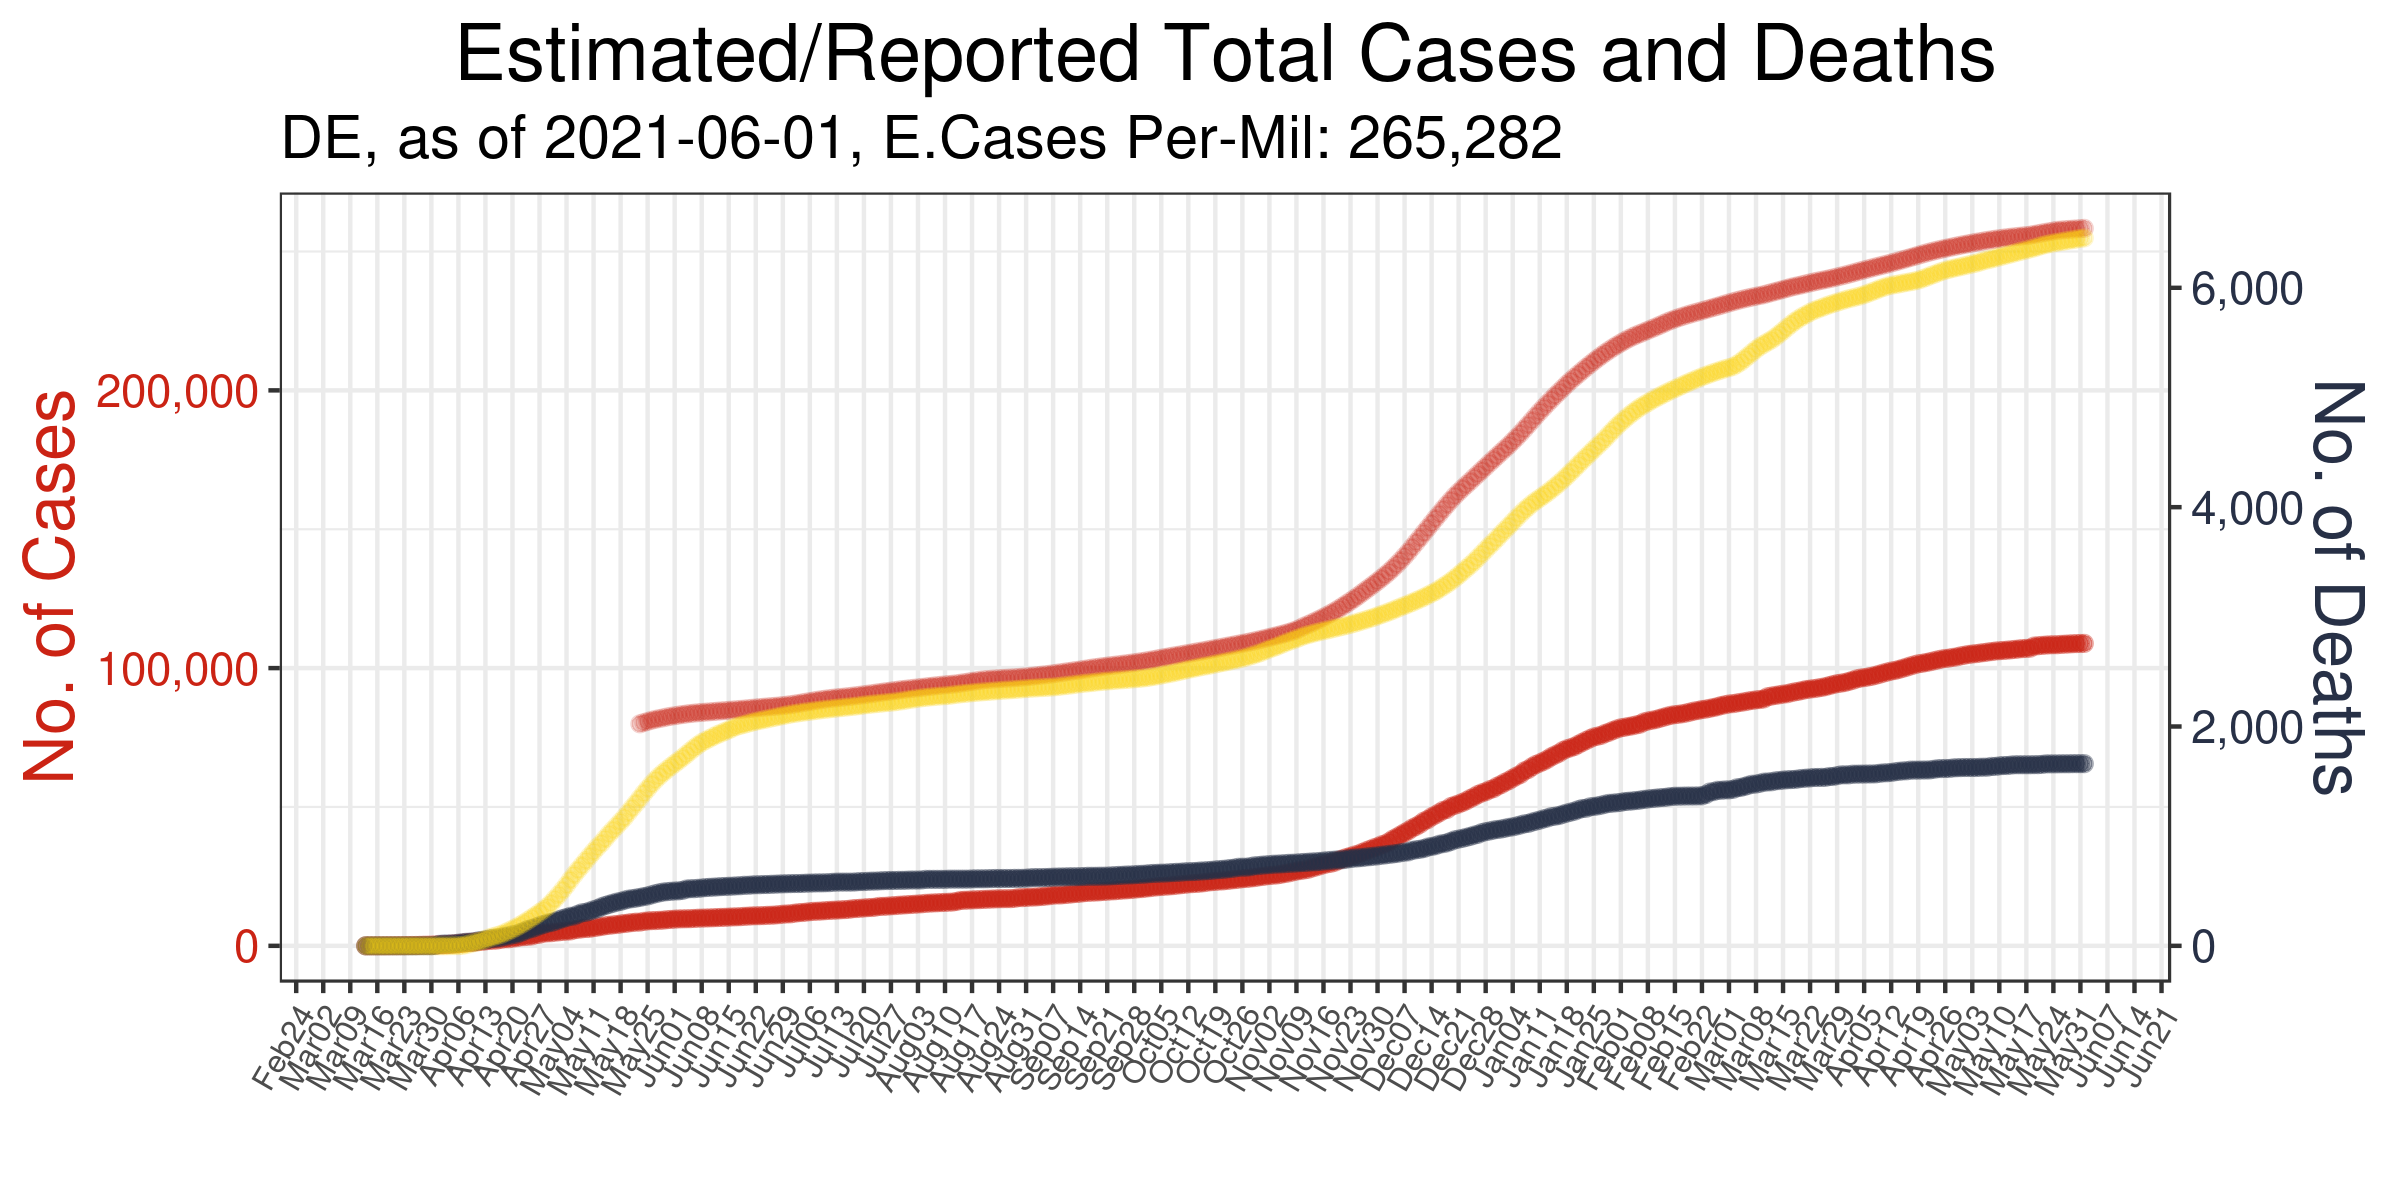 Estimated/Reported Total Cases and Deaths
DE, as of 2021-06-01, E.Cases Per-Mil: 265,282
No. of Cases
200,000
100,000
0
6,000
4,000
2,000
0
No. of Deaths
Feb24
Mar02
Mar09
Mar16
Mar23
Mar30
Apr06
Apr13
Apr20
Apr27
May04
May11
May18
May25
Jun01
Jun08
Jun15
Jun22
Jun29
Jul06
Jul13
Jul20
Jul27
Aug03
Aug10
Aug17
Aug24
Aug31
Sep07
Sep14
Sep21
Sep28
Oct05
Oct12
Oct19
Oct26
Nov02
Nov09
Nov16
Nov23
Nov30
Dec07
Dec14
Dec21
Dec28
Jan04
Jan11
Jan18
Jan25
Feb01
Feb08
Feb15
Feb22
Mar01
Mar08
Mar15
Mar22
Mar29
Apr05
Apr12
Apr19
Apr26
May03
May10
May17
May24
May31
Jun07
Jun14
Jun21